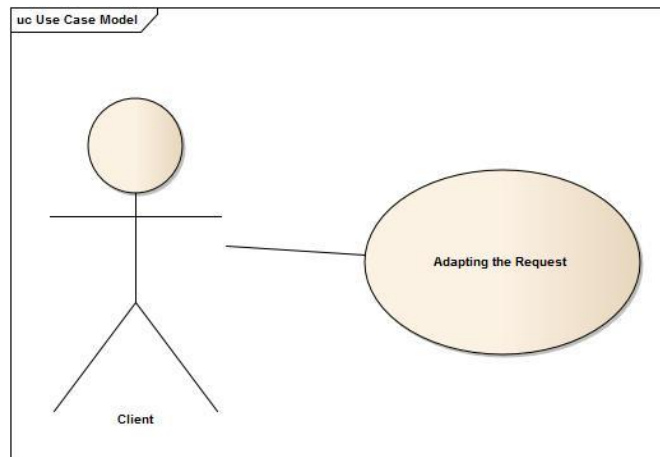 uc Use Case Model
Adapting the Request
Client